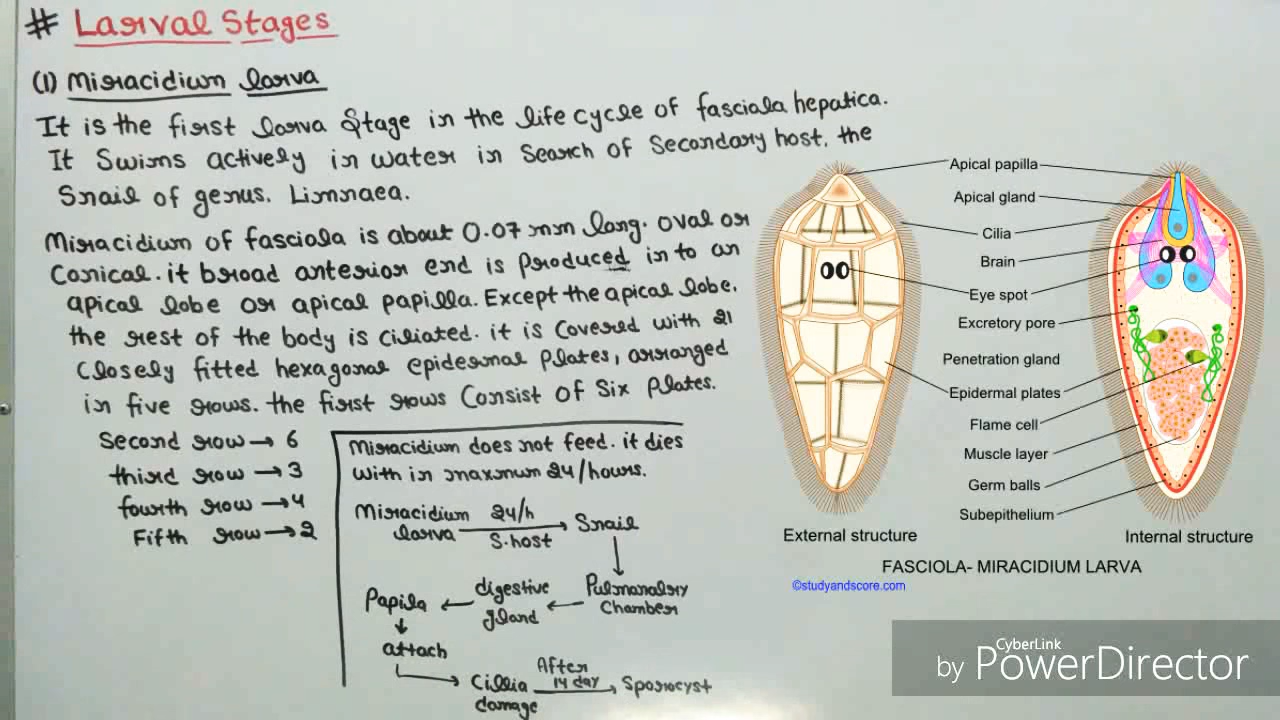 # Larval Stages
(1) Miracidium larva
It is the first larva Stage in the life cycle of fasciala hepatica.
It Swims actively in water in Search of Secondary host, the
Snail of genus. Limnaea.
Miracidium of fasciola is about 0.07 mm lang. oval or
Conical. it broad anterior end is produced in to an
apical lobe or apical papilla. Except the apical lobe,
the rest of the body is ciliated. it is Covered with 21
Closely fitted hexagonal epidermal Plates, arranged
in five rows. the first rows Consist of Six Plates.
Second row → 6
third row → 3
fourth row → 4
Fifth row → 2
Miracidium does not feed. it dies
with in maxmum 24/hours.
Miracidium larva 24/h S.host → Snail
Pulmanalry Chamber
digestive gland
Papila
attach
Cillia damage After 14 day → Sporocyst
Apical papilla
Apical gland
Cilia
Brain
Eye spot
Excretory pore
Penetration gland
Epidermal plates
Flame cell
Muscle layer
Germ balls
Subepithelium
External structure
Internal structure
FASCIOLA- MIRACIDIUM LARVA
©studyandscore.com
CyberLink
by PowerDirector